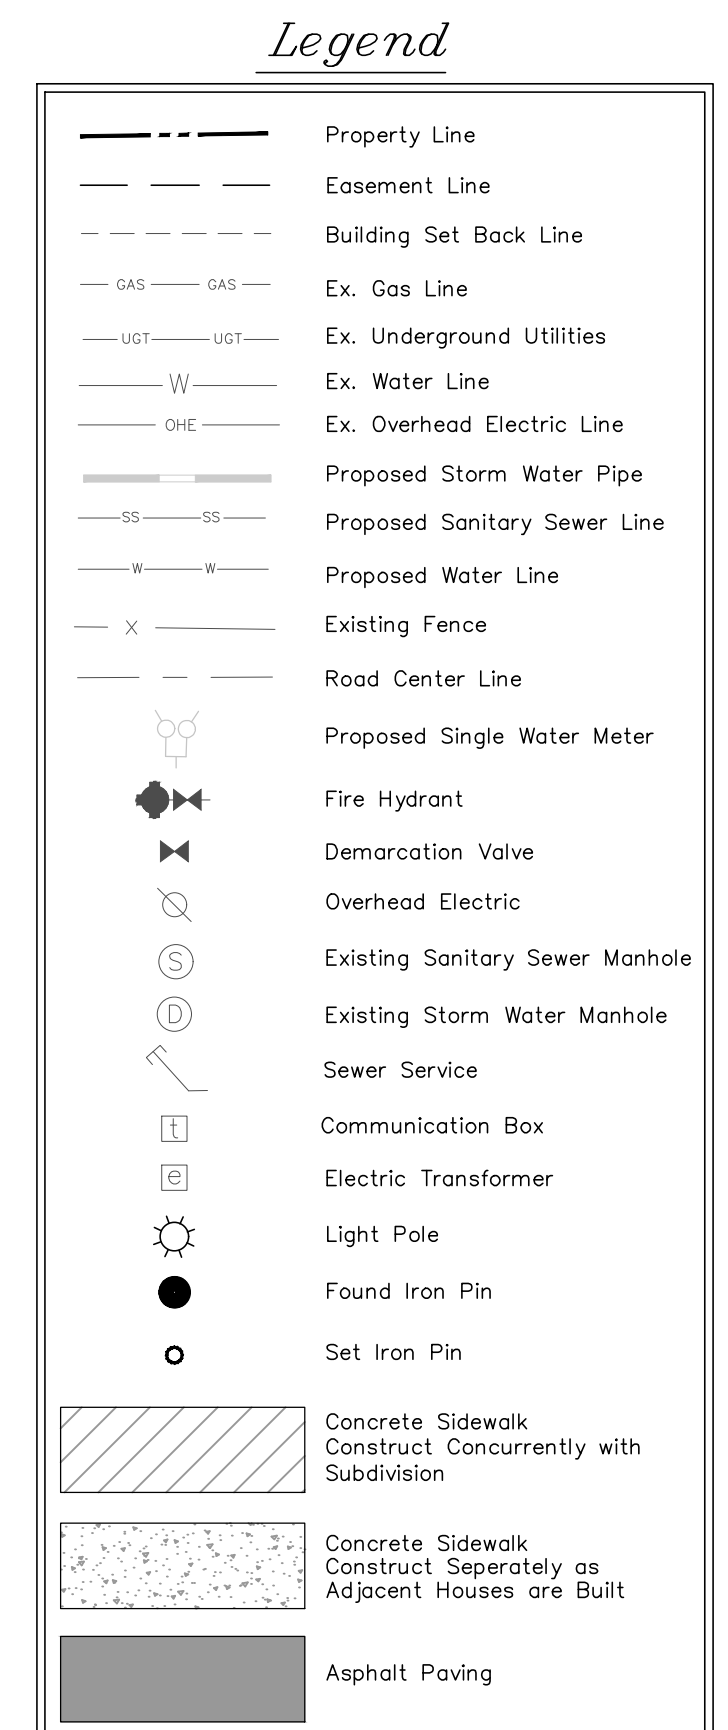 Legend
Property Line
Easement Line
Building Set Back Line
GAS GAS Ex. Gas Line
UGT UGT Ex. Underground Utilities
W Ex. Water Line
OHE Ex. Overhead Electric Line
Proposed Storm Water Pipe
SS SS Proposed Sanitary Sewer Line
W W Proposed Water Line
X Existing Fence
Road Center Line
Proposed Single Water Meter
Fire Hydrant
Demarcation Valve
Overhead Electric
S Existing Sanitary Sewer Manhole
D Existing Storm Water Manhole
Sewer Service
t Communication Box
e Electric Transformer
Light Pole
Found Iron Pin
Set Iron Pin
Concrete Sidewalk
Construct Concurrently with
Subdivision
Concrete Sidewalk
Construct Seperately as
Adjacent Houses are Built
Asphalt Paving